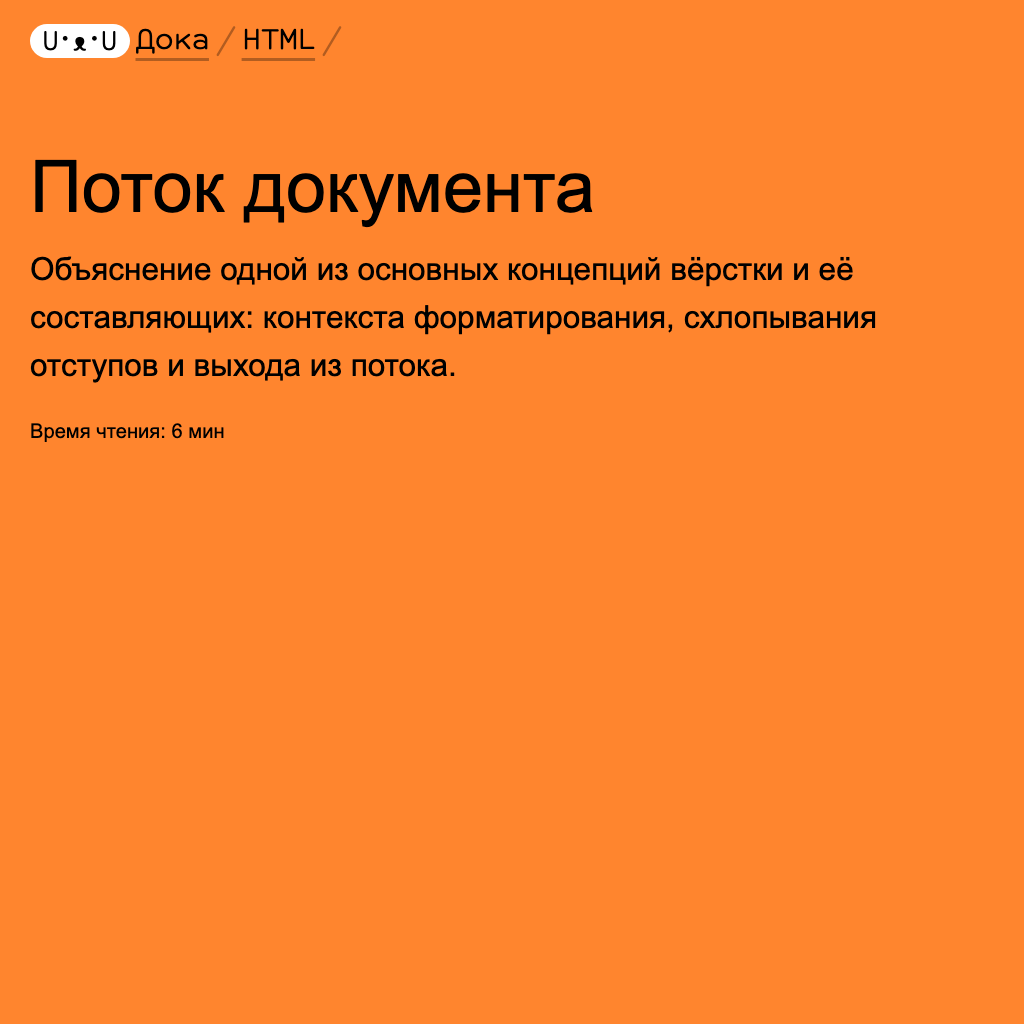 U·ᴥ·U Дока / HTML /
Поток документа
Объяснение одной из основных концепций вёрстки и её
составляющих: контекста форматирования, схлопывания
отступов и выхода из потока.
Время чтения: 6 мин